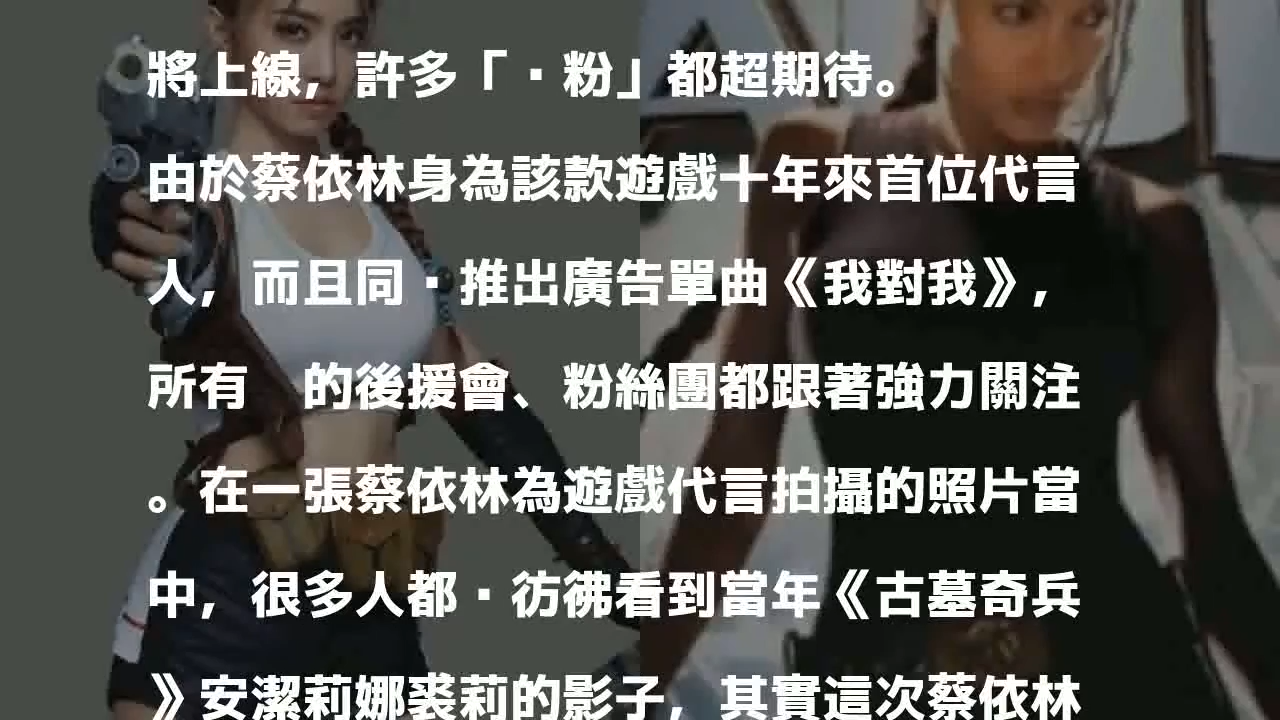 將上線，許多「·粉」都超期待。
由於蔡依林身為該款遊戲十年來首位代言
人，而且同·推出廣告單曲《我對我》，
所有　的後援會、粉絲團都跟著強力關注
。在一張蔡依林為遊戲代言拍攝的照片當
中，很多人都·彷彿看到當年《古墓奇兵
》安潔莉娜裘莉的影子，其實這次蔡依林